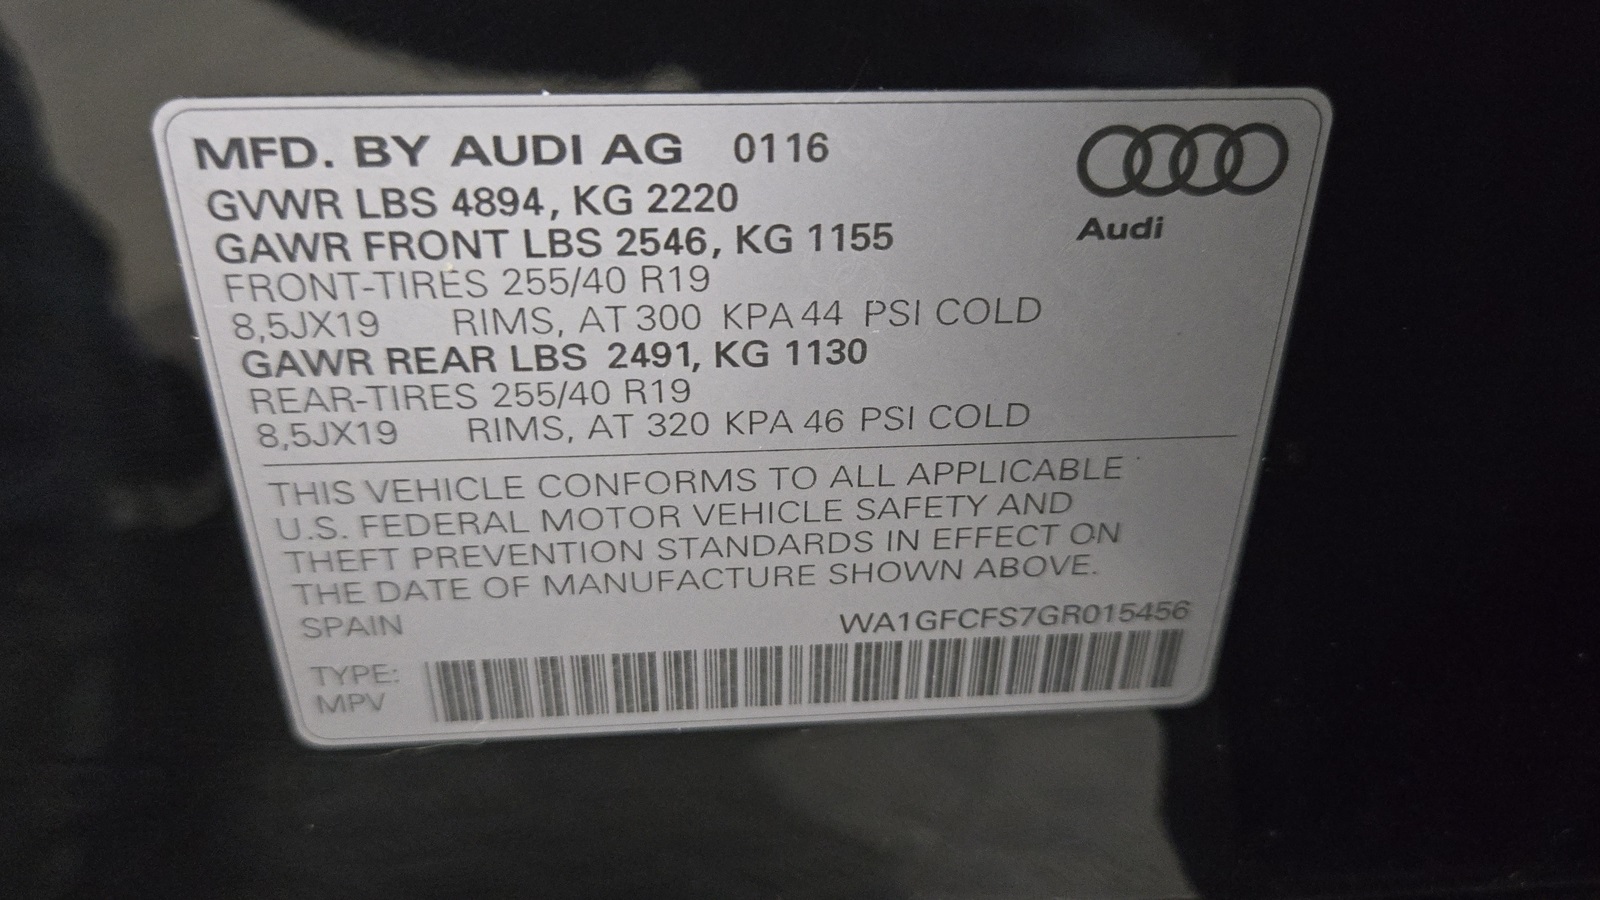 MFD. BY AUDI AG 0116
Audi
GVWR LBS 4894, KG 2220
GAWR FRONT LBS 2546, KG 1155
FRONT-TIRES 255/40 R19
8,5JX19 RIMS, AT 300 KPA 44 PSI COLD
GAWR REAR LBS 2491, KG 1130
REAR-TIRES 255/40 R19
8,5JX19 RIMS, AT 320 KPA 46 PSI COLD
THIS VEHICLE CONFORMS TO ALL APPLICABLE
U.S. FEDERAL MOTOR VEHICLE SAFETY AND
THEFT PREVENTION STANDARDS IN EFFECT ON
THE DATE OF MANUFACTURE SHOWN ABOVE.
SPAIN WA1GFCFS7GR015456
TYPE:
MPV